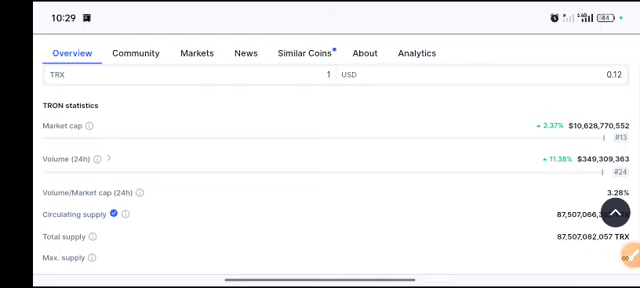 10:29
44
Overview Community Markets News Similar Coins About Analytics
TRX 1 USD 0.12
TRON statistics
Market cap 2.37% $10,628,770,552
#13
Volume (24h) 11.38% $349,309,363
#24
Volume/Market cap (24h) 3.28%
Circulating supply
Total supply 87,507,082,057 TRX
Max. supply ∞